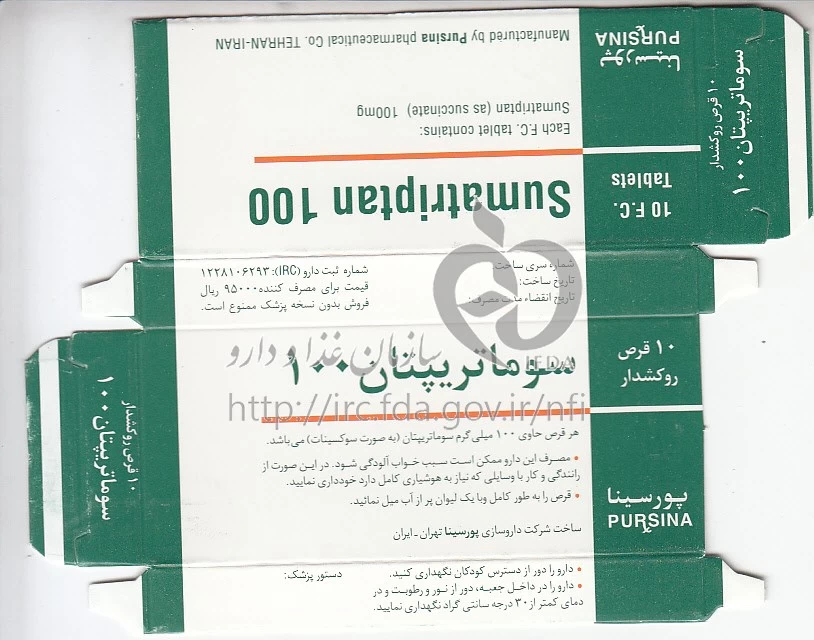 Sumatriptan 100
Each F.C. tablet contains:
Sumatriptan (as succinate) 100mg
Manufactured by Pursina pharmaceutical Co. TEHRAN-IRAN
10 F.C.
Tablets
پورسینا
PURSINA
سوماتریپتان ۱۰۰
۱۰ قرص روکشدار
شماره سری ساخت:
تاریخ ساخت:
تاریخ انقضاء مدت مصرف:
شماره ثبت دارو (IRC): ۱۲۲۸۱۰۶۲۹۳
قیمت برای مصرف کننده ۹۵۰۰۰ ریال
فروش بدون نسخه پزشک ممنوع است.
سازمان غذا و دارو
IFDA
http://irc.fda.gov.ir/nfi
سوماتریپتان ۱۰۰
هر قرص حاوی ۱۰۰ میلی گرم سوماتریپتان (به صورت سوکسینات) می‌باشد.
• مصرف این دارو ممکن است سبب خواب آلودگی شود. در این صورت از
رانندگی و کار با وسایلی که نیاز به هوشیاری کامل دارد خودداری نمایید.
• قرص را به طور کامل وبا یک لیوان پر از آب میل نمائید.
ساخت شرکت داروسازی پورسینا تهران - ایران
۱۰ قرص
روکشدار
پورسینا
PURSINA
سوماتریپتان ۱۰۰
۱۰ قرص روکشدار
• دارو را دور از دسترس کودکان نگهداری کنید.
• دارو را در داخل جعبه، دور از نور و رطوبت و در
دمای کمتر از ۳۰ درجه سانتی گراد نگهداری نمایید.
دستور پزشک: